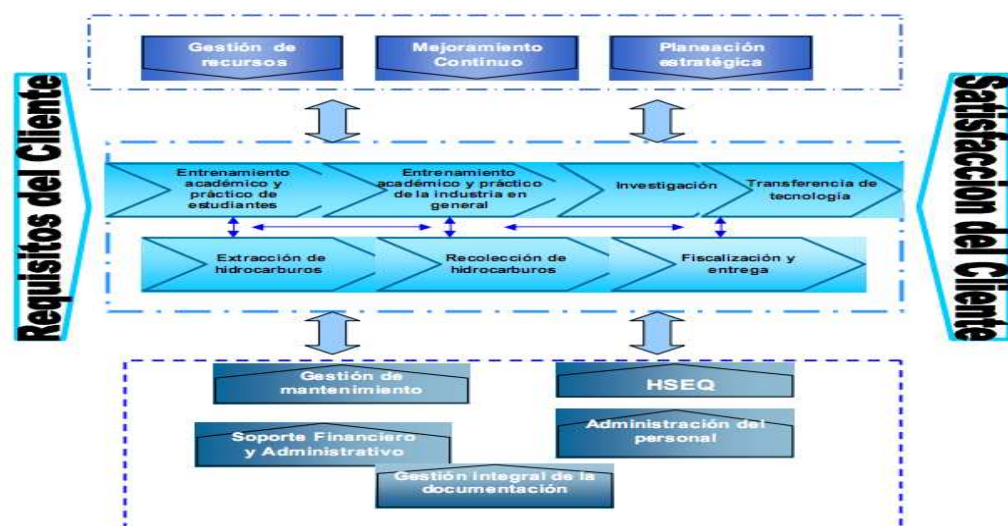 Gestión de
recursos
Mejoramiento
Continuo
Planeación
estratégica
Requisitos del Cliente
Entrenamiento
académico y
práctico de
estudiantes
Entrenamiento
académico y práctico
de la industria en
general
Investigación
Transferencia de
tecnología
Extracción de
hidrocarburos
Recolección de
hidrocarburos
Fiscalización y
entrega
Satisfaccion del Cliente
Gestión de
mantenimiento
HSEQ
Soporte Financiero
y Administrativo
Administración del
personal
Gestión integral de la
documentación